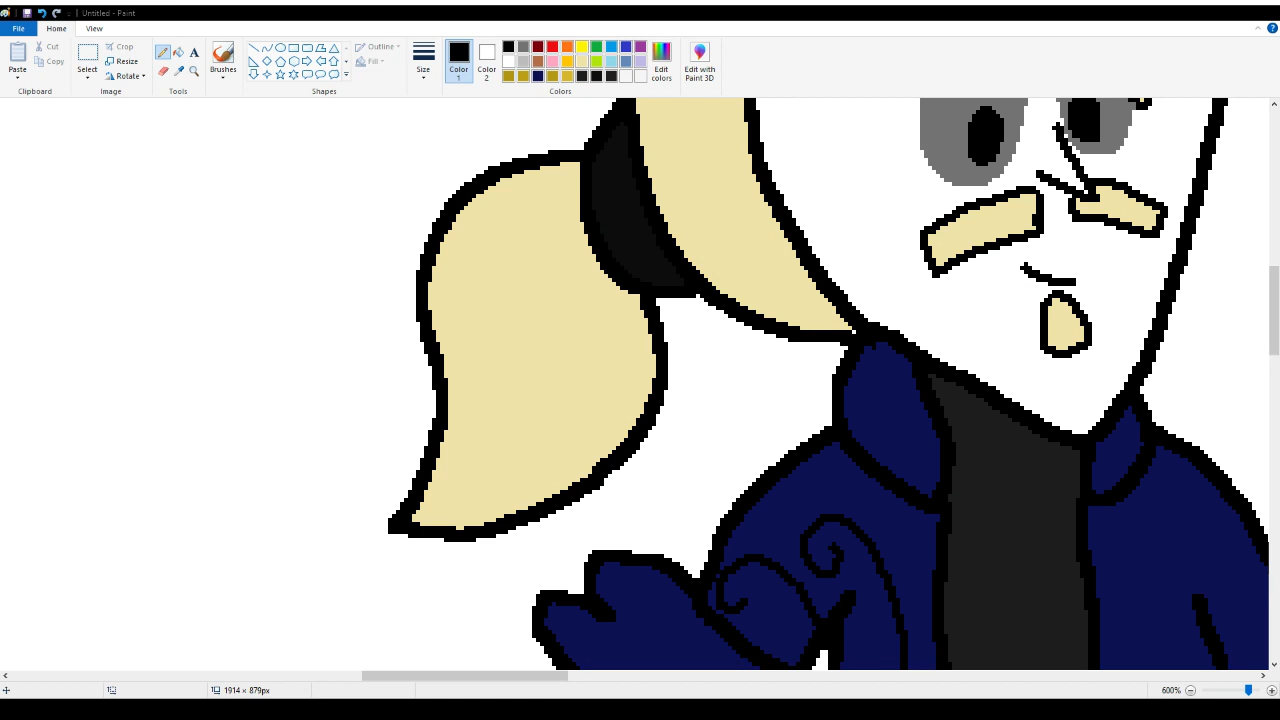 Untitled - Paint
File Home View
Paste Cut Copy Select Crop Resize Rotate A Brushes Outline Fill Size Color 1 Color 2 Edit colors Edit with Paint 3D
Clipboard Image Tools Shapes Colors
1914 × 879px 600%